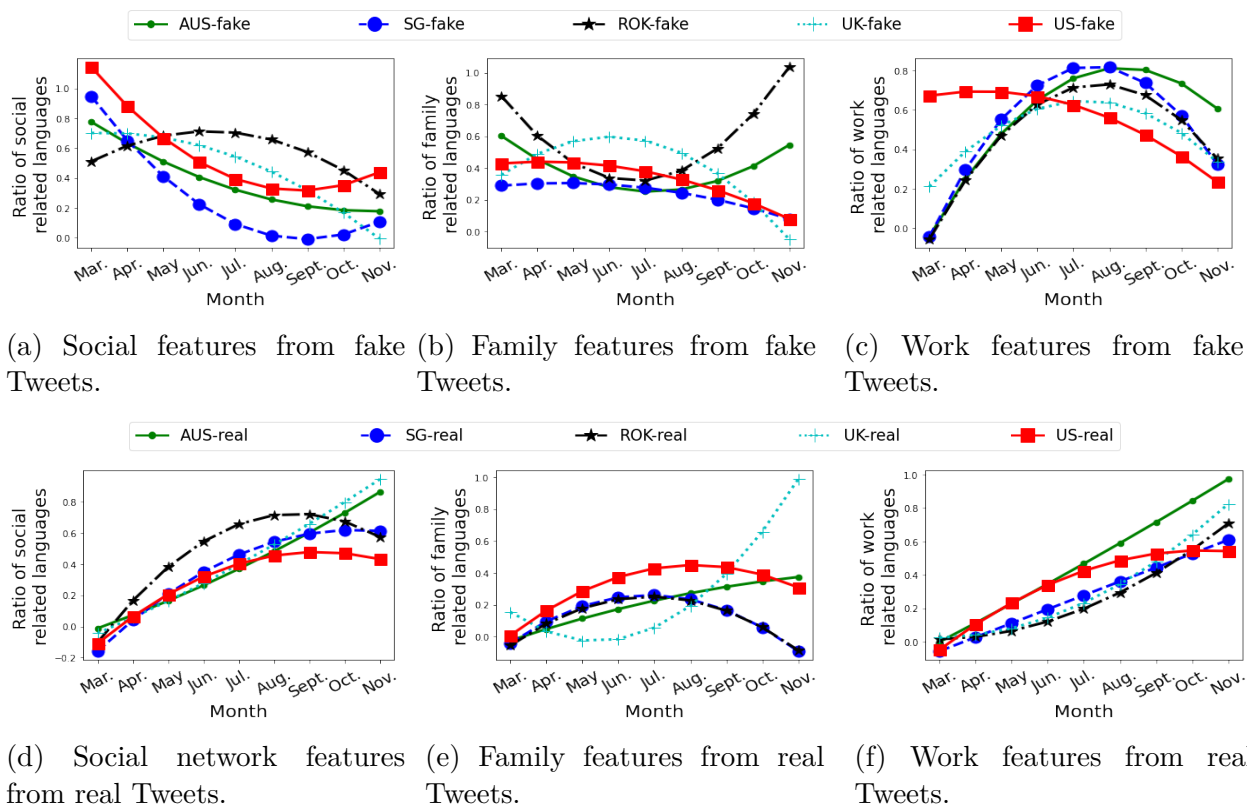 AUS-fake SG-fake ROK-fake UK-fake US-fake
Ratio of social
related languages
1.0
0.8
0.6
0.4
0.2
0.0
Mar. Apr. May Jun. Jul. Aug. Sept. Oct. Nov.
Month
Ratio of family
related languages
1.0
0.8
0.6
0.4
0.2
0.0
Mar. Apr. May Jun. Jul. Aug. Sept. Oct. Nov.
Month
Ratio of work
related languages
0.8
0.6
0.4
0.2
0.0
Mar. Apr. May Jun. Jul. Aug. Sept. Oct. Nov.
Month
(a) Social features from fake
Tweets.
(b) Family features from fake
Tweets.
(c) Work features from fake
Tweets.
AUS-real SG-real ROK-real UK-real US-real
Ratio of social
related languages
0.8
0.6
0.4
0.2
0.0
−0.2
Mar. Apr. May Jun. Jul. Aug. Sept. Oct. Nov.
Month
Ratio of family
related languages
1.0
0.8
0.6
0.4
0.2
0.0
Mar. Apr. May Jun. Jul. Aug. Sept. Oct. Nov.
Month
Ratio of work
related languages
1.0
0.8
0.6
0.4
0.2
0.0
Mar. Apr. May Jun. Jul. Aug. Sept. Oct. Nov.
Month
(d) Social network features
from real Tweets.
(e) Family features from real
Tweets.
(f) Work features from real
Tweets.